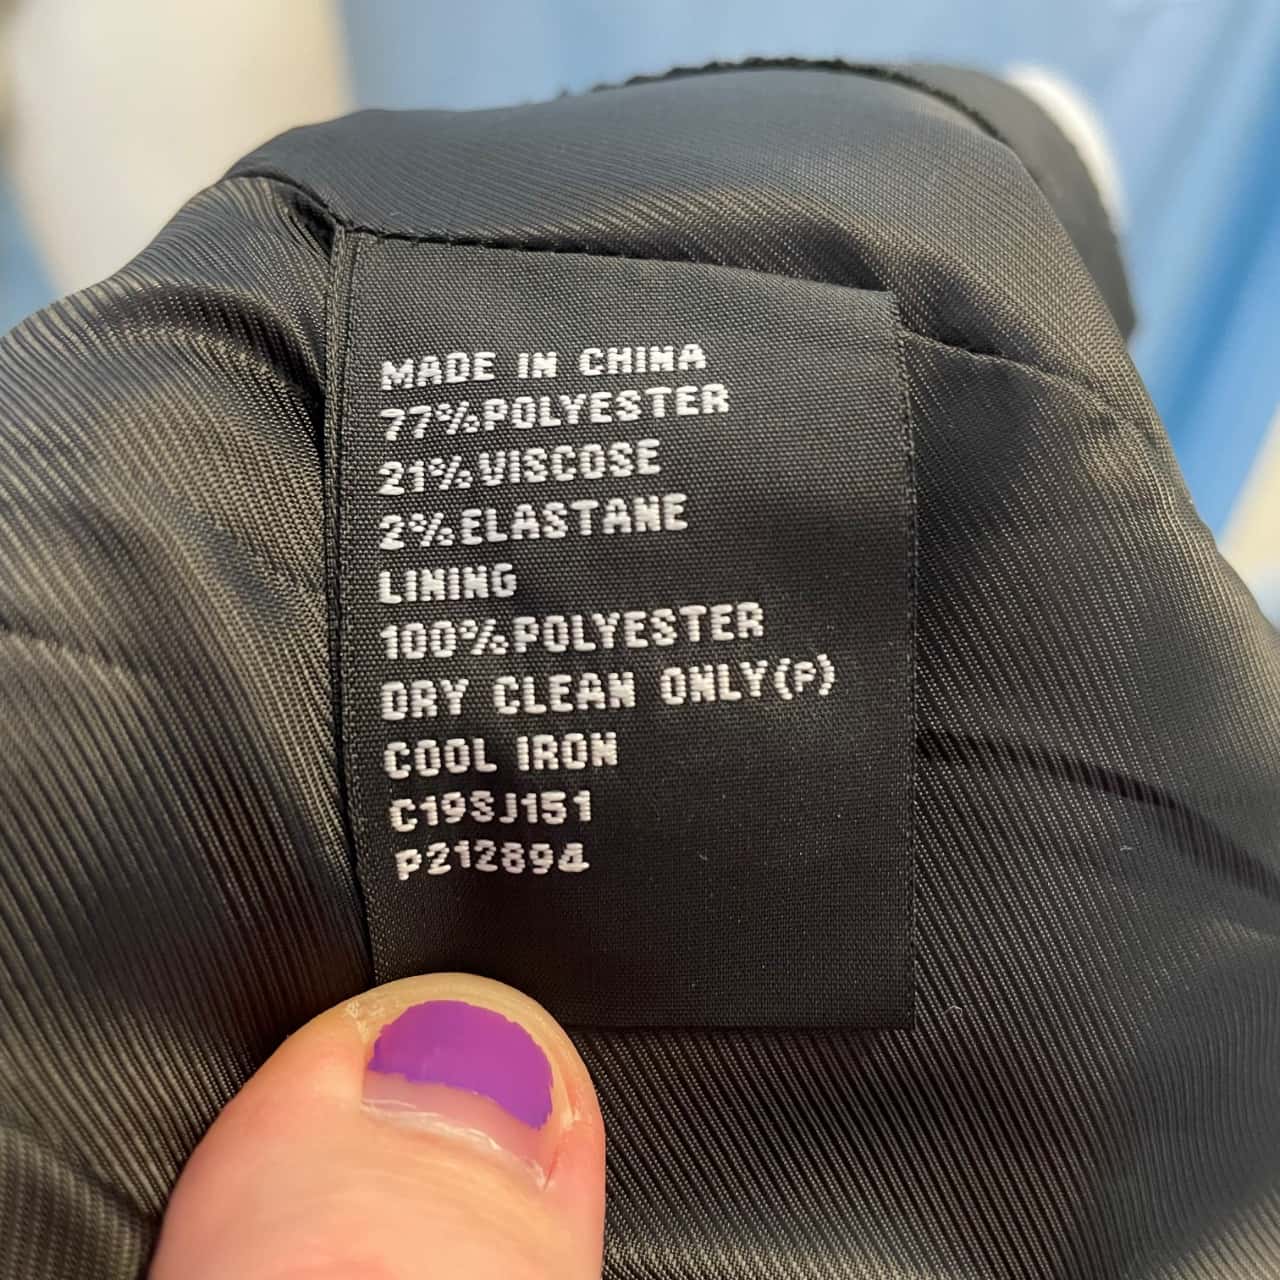 MADE IN CHINA
77%POLYESTER
21%VISCOSE
2%ELASTANE
LINING
100%POLYESTER
DRY CLEAN ONLY(P)
COOL IRON
C19SJ151
P212894